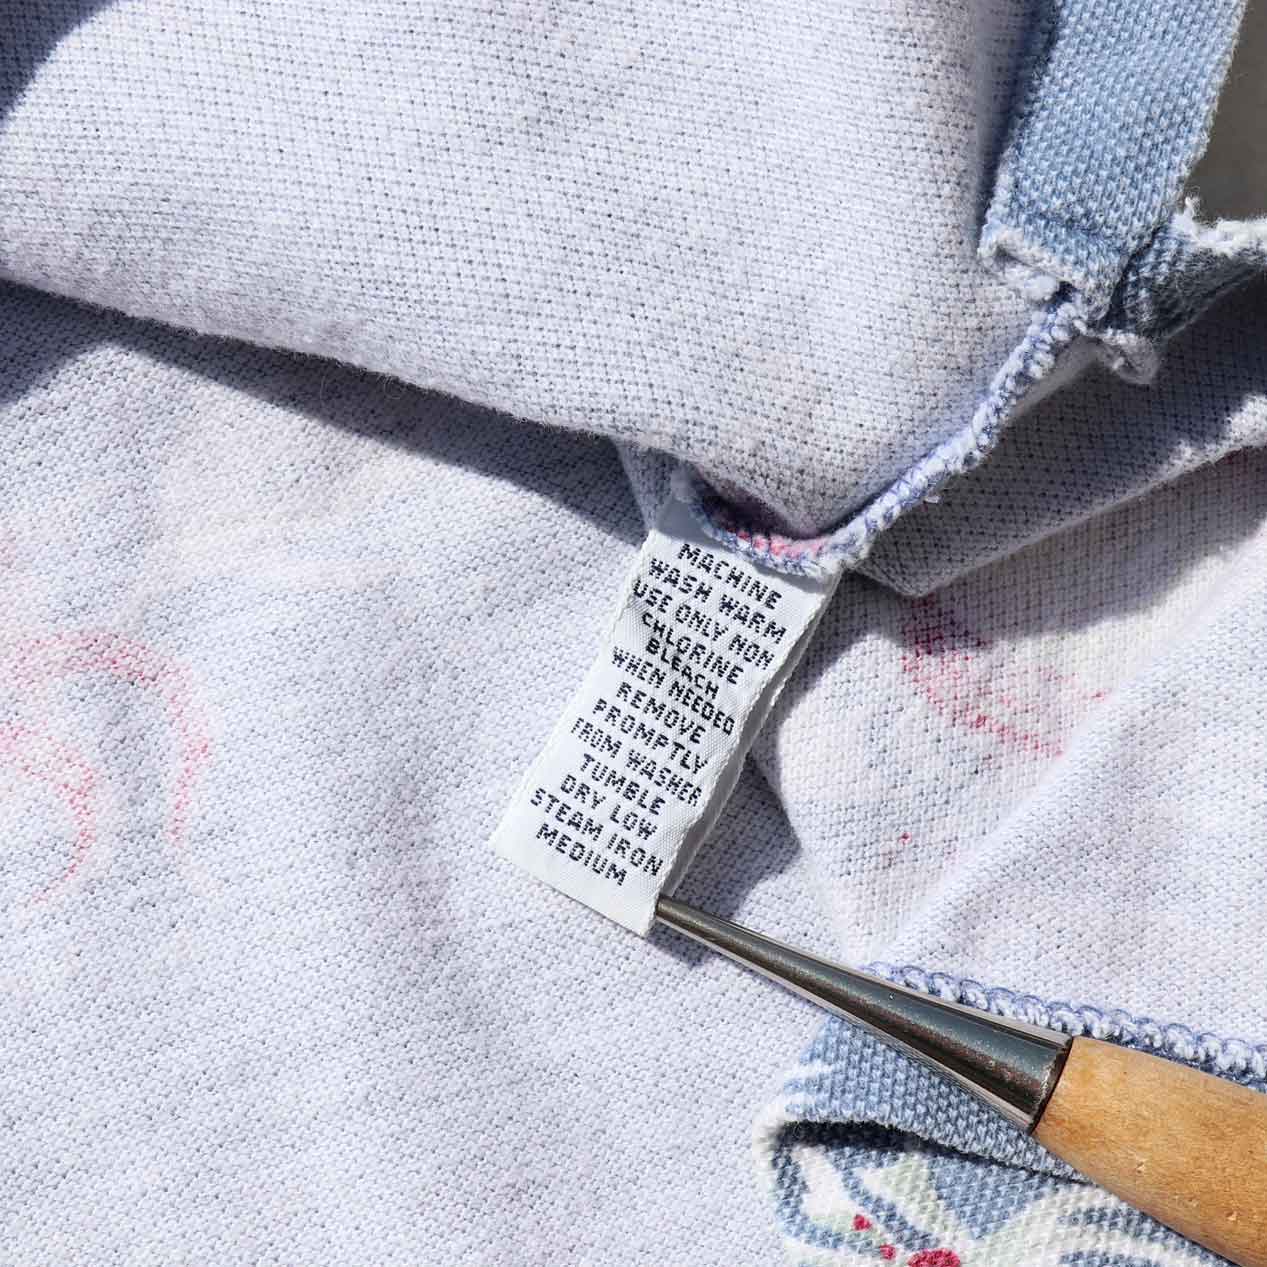 MACHINE
WASH WARM
USE ONLY NON
CHLORINE
BLEACH
WHEN NEEDED
REMOVE
PROMPTLY
FROM WASHER
TUMBLE
DRY LOW
STEAM IRON
MEDIUM